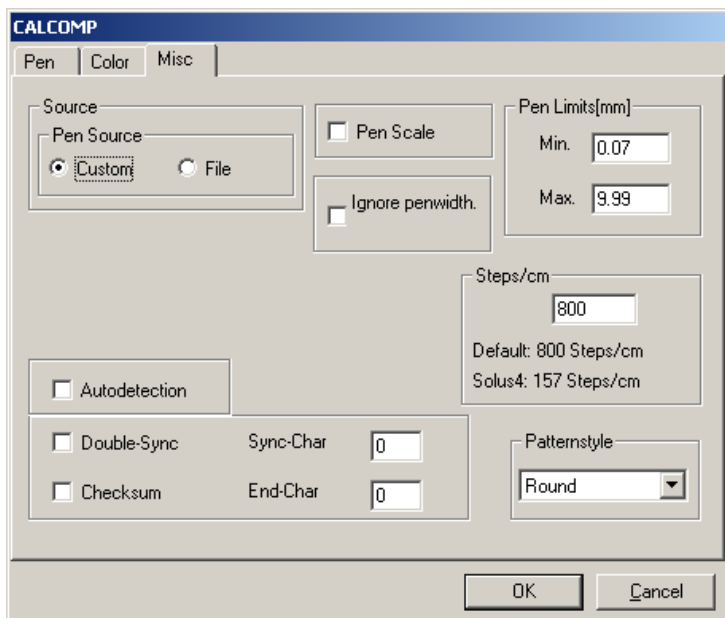 CALCOMP
Pen Color Misc
Source
Pen Source
Custom File
Pen Scale
Ignore penwidth.
Pen Limits[mm]
Min. 0.07
Max. 9.99
Steps/cm
800
Default: 800 Steps/cm
Solus4: 157 Steps/cm
Autodetection
Double-Sync Sync-Char 0
Checksum End-Char 0
Patternstyle
Round
OK Cancel